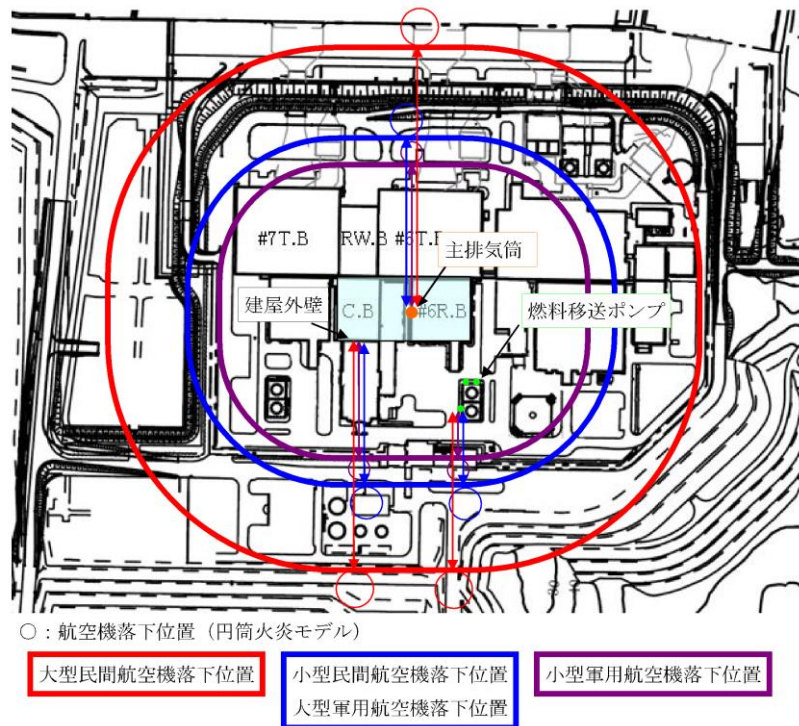 #7T.B
RW.B
#6T.B
主排気筒
建屋外壁
C.B
#6R.B
燃料移送ポンプ
○：航空機落下位置（円筒火炎モデル）
大型民間航空機落下位置
小型民間航空機落下位置
大型軍用航空機落下位置
小型軍用航空機落下位置